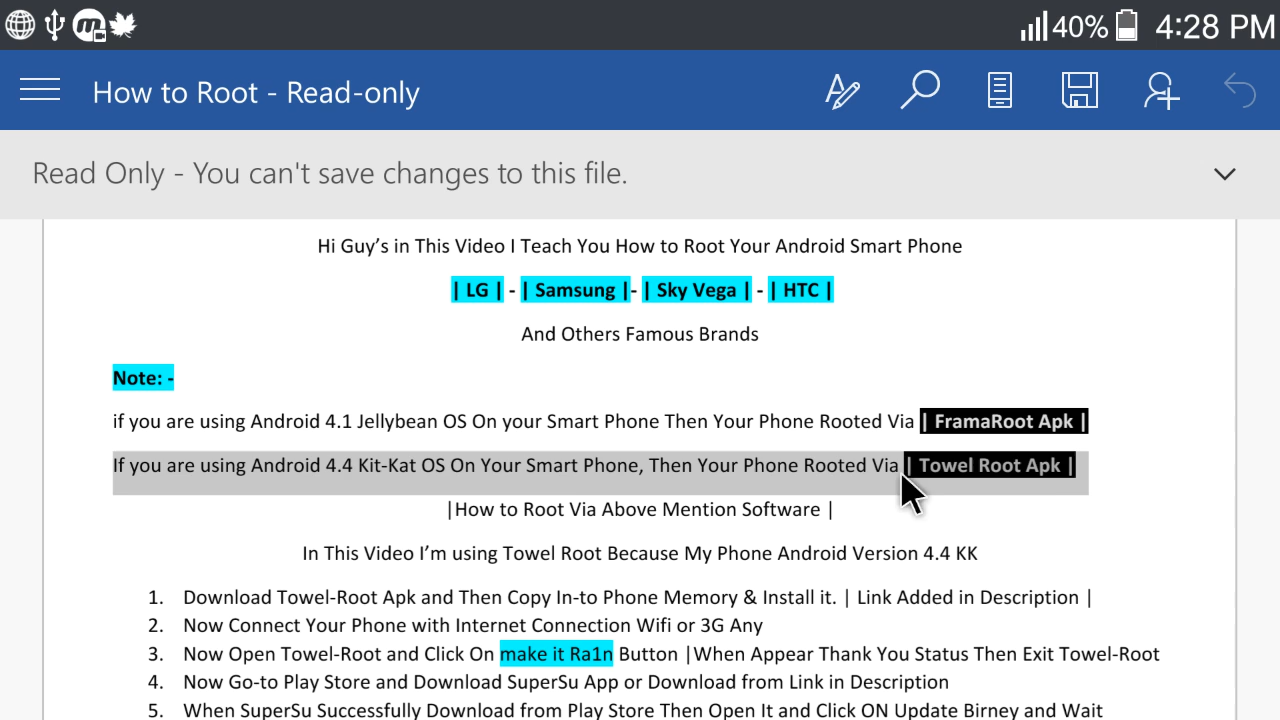 40% 4:28 PM
How to Root - Read-only
Read Only - You can't save changes to this file.
Hi Guy's in This Video I Teach You How to Root Your Android Smart Phone
| LG | - | Samsung |- | Sky Vega | - | HTC |
And Others Famous Brands
Note: -
if you are using Android 4.1 Jellybean OS On your Smart Phone Then Your Phone Rooted Via | FramaRoot Apk |
If you are using Android 4.4 Kit-Kat OS On Your Smart Phone, Then Your Phone Rooted Via | Towel Root Apk |
|How to Root Via Above Mention Software |
In This Video I'm using Towel Root Because My Phone Android Version 4.4 KK
1. Download Towel-Root Apk and Then Copy In-to Phone Memory & Install it. | Link Added in Description |
2. Now Connect Your Phone with Internet Connection Wifi or 3G Any
3. Now Open Towel-Root and Click On make it Ra1n Button |When Appear Thank You Status Then Exit Towel-Root
4. Now Go-to Play Store and Download SuperSu App or Download from Link in Description
5. When SuperSu Successfully Download from Play Store Then Open It and Click ON Update Birney and Wait